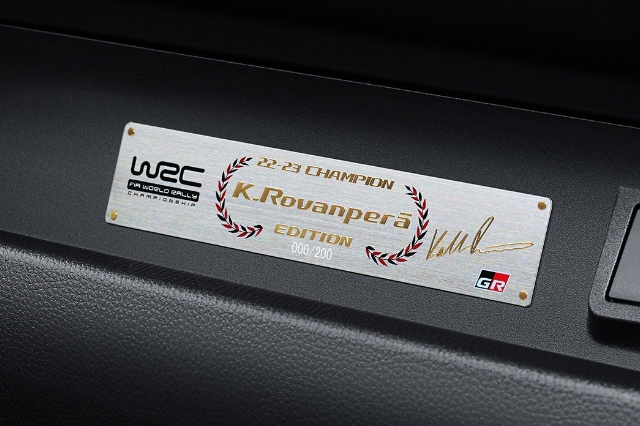 WRC
FIA WORLD RALLY
CHAMPIONSHIP
22-23 CHAMPION
K.Rovanperä
EDITION
000/200
GR